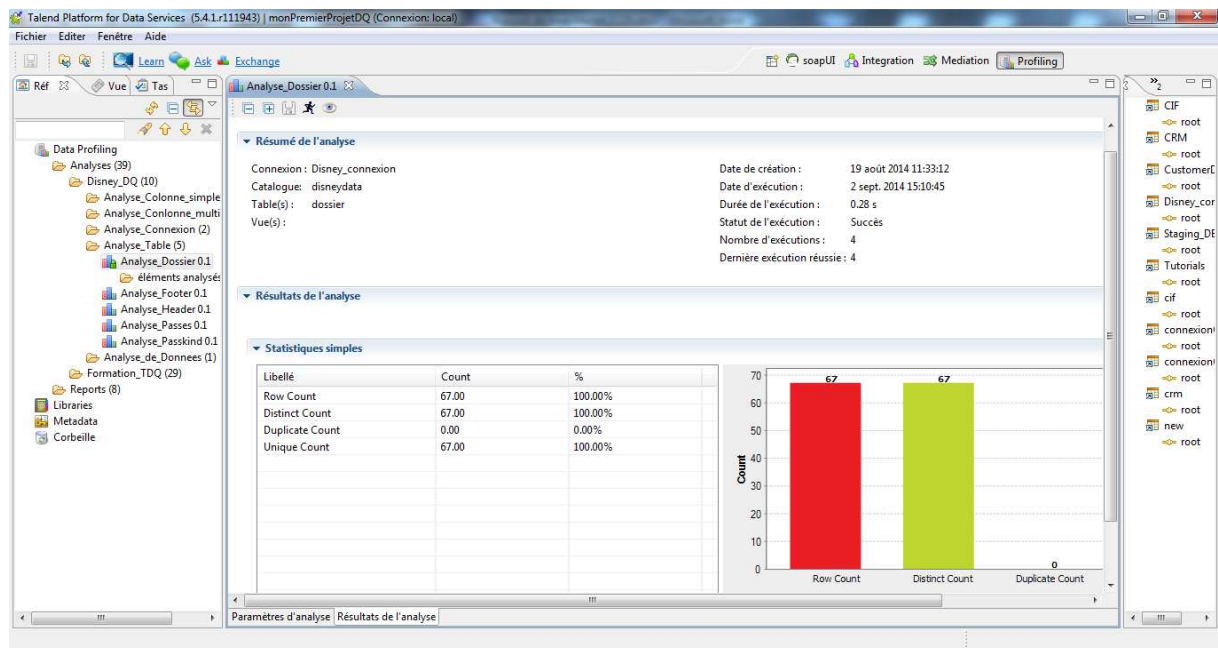 Talend Platform for Data Services (5.4.1.r111943) | monPremierProjetDQ (Connexion: local)
Fichier Editer Fenêtre Aide
Learn Ask Exchange
soapUI Integration Mediation Profiling
Réf Vue Tas
Data Profiling
Analyses (39)
Disney_DQ (10)
Analyse_Colonne_simple
Analyse_Conlonne_multi
Analyse_Connexion (2)
Analyse_Table (5)
Analyse_Dossier 0.1
éléments analysés
Analyse_Footer 0.1
Analyse_Header 0.1
Analyse_Passes 0.1
Analyse_Passkind 0.1
Analyse_de_Donnees (1)
Formation_TDQ (29)
Reports (8)
Libraries
Metadata
Corbeille
Analyse_Dossier 0.1
Résumé de l'analyse
Connexion : Disney_connexion
Catalogue: disneydata
Table(s) : dossier
Vue(s) :
Date de création : 19 août 2014 11:33:12
Date d'exécution : 2 sept. 2014 15:10:45
Durée de l'exécution : 0.28 s
Statut de l'exécution : Succès
Nombre d'exécutions : 4
Dernière exécution réussie : 4
Résultats de l'analyse
Statistiques simples
Libellé Count %
Row Count 67.00 100.00%
Distinct Count 67.00 100.00%
Duplicate Count 0.00 0.00%
Unique Count 67.00 100.00%
Count
70
60
50
40
30
20
10
0
67 67 0
Row Count Distinct Count Duplicate Count
Paramètres d'analyse Résultats de l'analyse
2
CIF
root
CRM
root
CustomerD
root
Disney_cor
root
Staging_DB
root
Tutorials
root
cif
root
connexion
root
connexion
root
crm
root
new
root